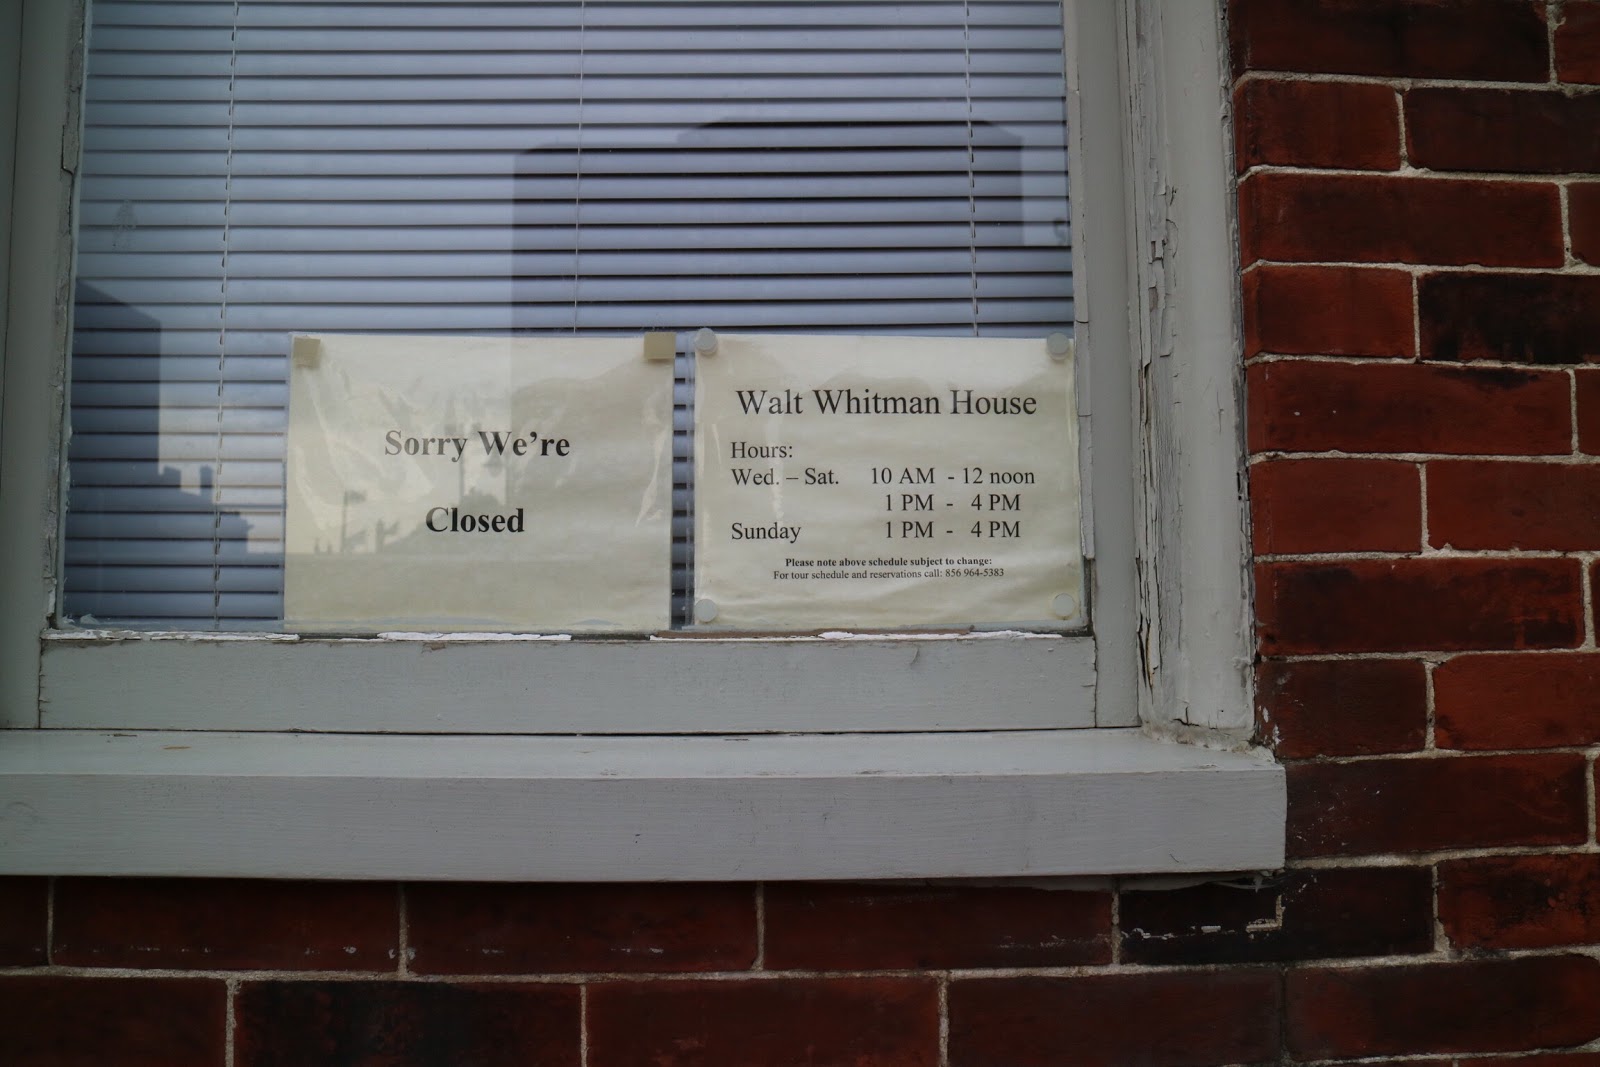 Sorry We're
Closed
Walt Whitman House
Hours:
Wed. – Sat. 10 AM - 12 noon
1 PM - 4 PM
Sunday 1 PM - 4 PM
Please note above schedule subject to change:
For tour schedule and reservations call: 856 964-5383